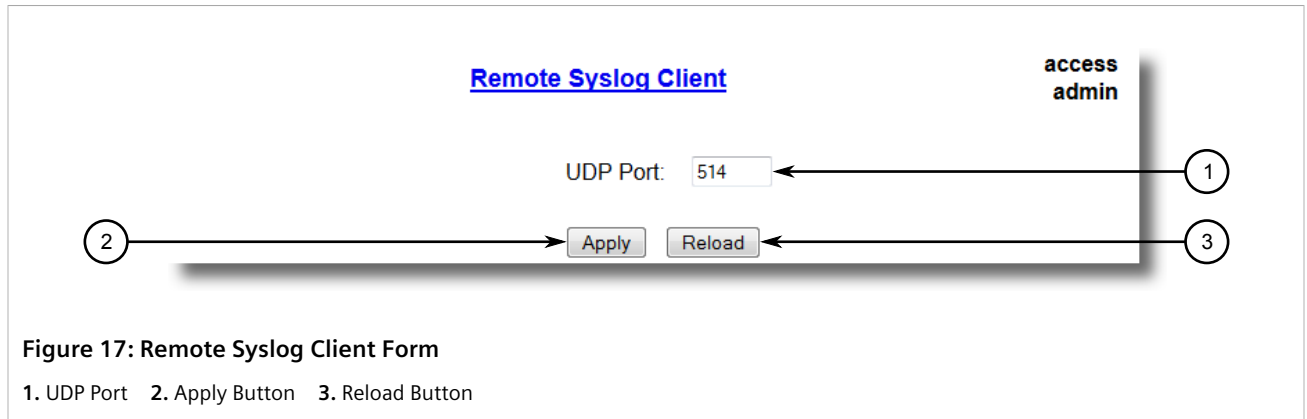 Remote Syslog Client
access
admin
UDP Port: 514
1
2
Apply Reload
3
Figure 17: Remote Syslog Client Form
1. UDP Port 2. Apply Button 3. Reload Button